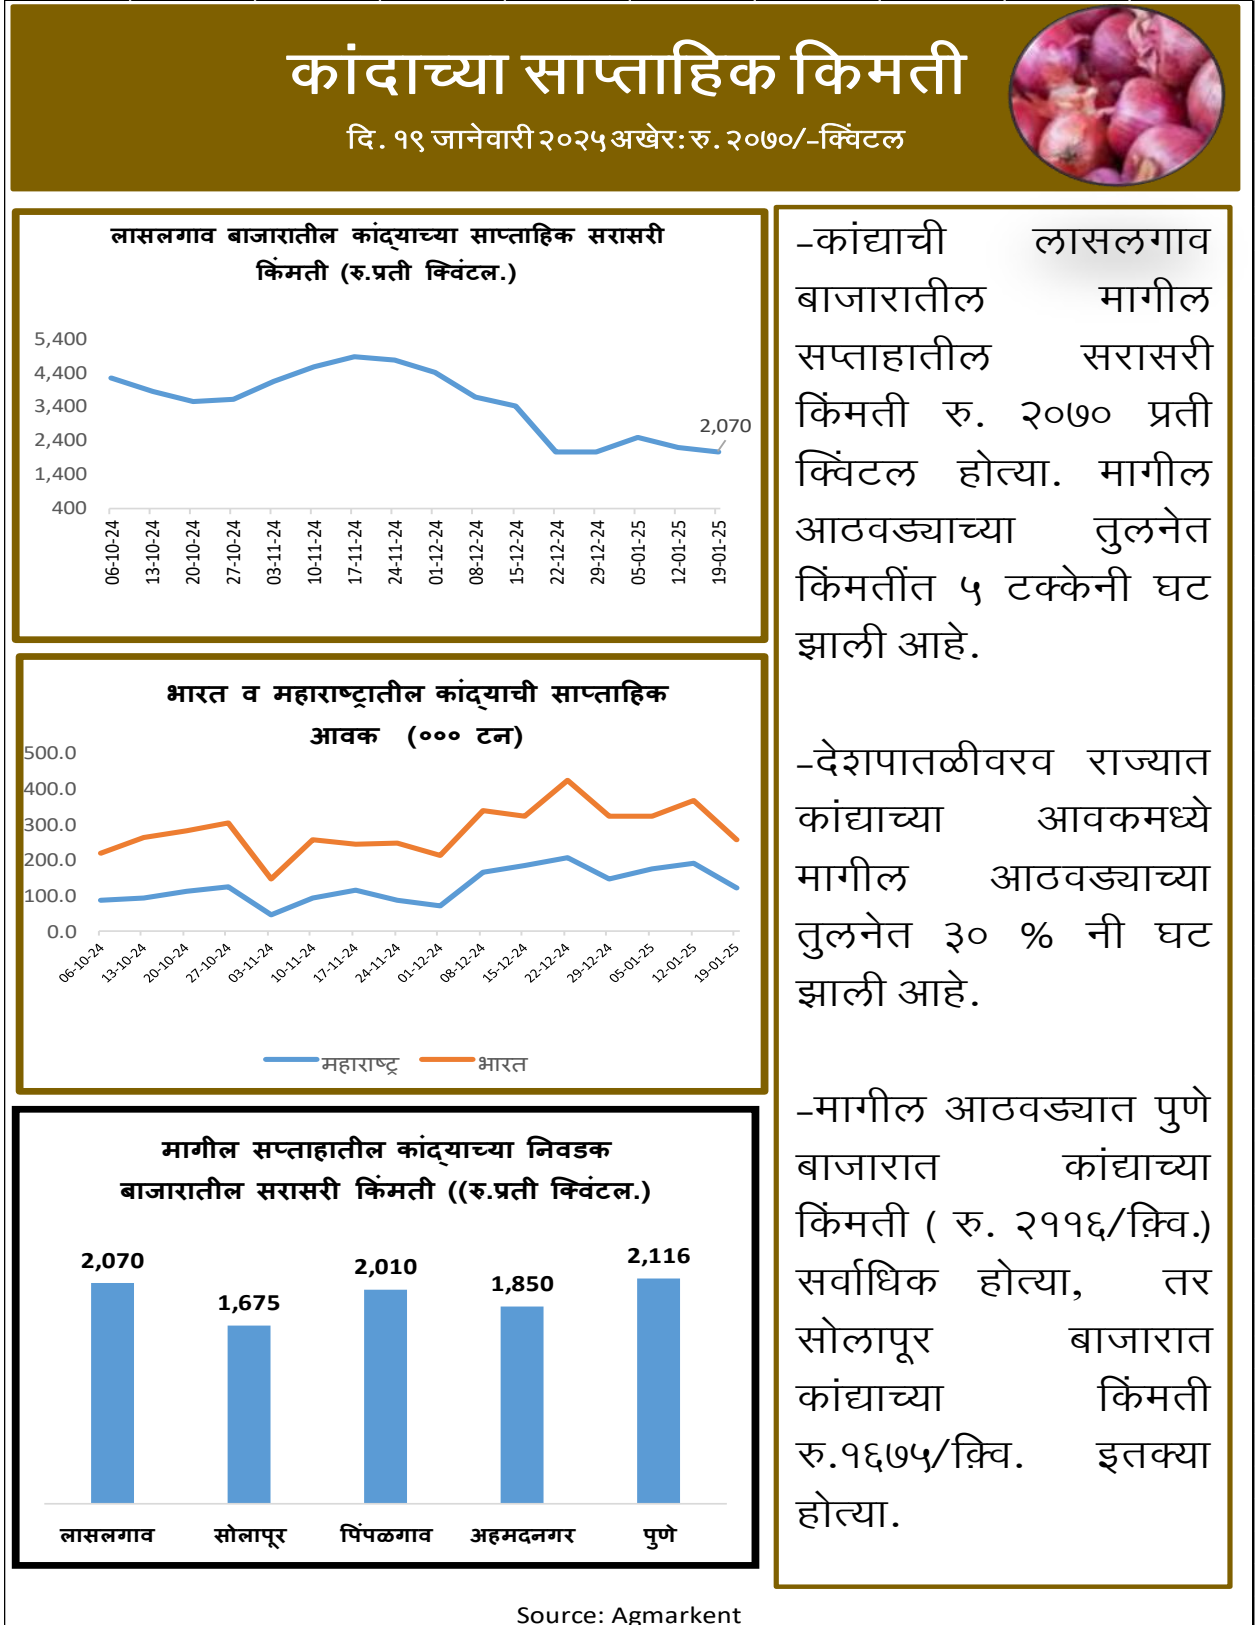 कांदाच्या साप्ताहिक किमती
दि. १९ जानेवारी २०२५ अखेर: रु. २०७०/-क्विंटल
लासलगाव बाजारातील कांद्याच्या साप्ताहिक सरासरी
किंमती (रु.प्रती क्विंटल.)
5,400
4,400
3,400
2,400
1,400
400
2,070
06-10-24
13-10-24
20-10-24
27-10-24
03-11-24
10-11-24
17-11-24
24-11-24
01-12-24
08-12-24
15-12-24
22-12-24
29-12-24
05-01-25
12-01-25
19-01-25
भारत व महाराष्ट्रातील कांद्याची साप्ताहिक
आवक (००० टन)
500.0
400.0
300.0
200.0
100.0
0.0
06-10-24
13-10-24
20-10-24
27-10-24
03-11-24
10-11-24
17-11-24
24-11-24
01-12-24
08-12-24
15-12-24
22-12-24
29-12-24
05-01-25
12-01-25
19-01-25
महाराष्ट्र
भारत
मागील सप्ताहातील कांद्याच्या निवडक
बाजारातील सरासरी किंमती ((रु.प्रती क्विंटल.)
2,070
1,675
2,010
1,850
2,116
लासलगाव
सोलापूर
पिंपळगाव
अहमदनगर
पुणे
-कांद्याची लासलगाव
बाजारातील मागील
सप्ताहातील सरासरी
किंमती रु. २०७० प्रती
क्विंटल होत्या. मागील
आठवड्याच्या तुलनेत
किंमतींत ५ टक्केनी घट
झाली आहे.
-देशपातळीवरव राज्यात
कांद्याच्या आवकमध्ये
मागील आठवड्याच्या
तुलनेत ३० % नी घट
झाली आहे.
-मागील आठवड्यात पुणे
बाजारात कांद्याच्या
किंमती ( रु. २११६/क़्वि.)
सर्वाधिक होत्या, तर
सोलापूर बाजारात
कांद्याच्या किंमती
रु.१६७५/क़्वि. इतक्या
होत्या.
Source: Agmarkent